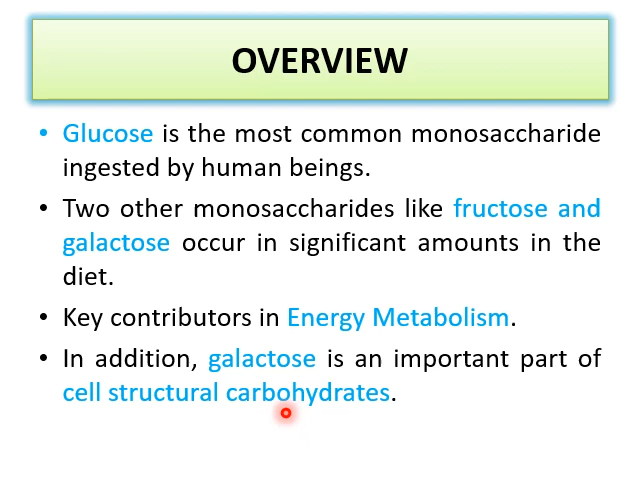 OVERVIEW
• Glucose is the most common monosaccharide
ingested by human beings.
• Two other monosaccharides like fructose and
galactose occur in significant amounts in the
diet.
• Key contributors in Energy Metabolism.
• In addition, galactose is an important part of
cell structural carbohydrates.